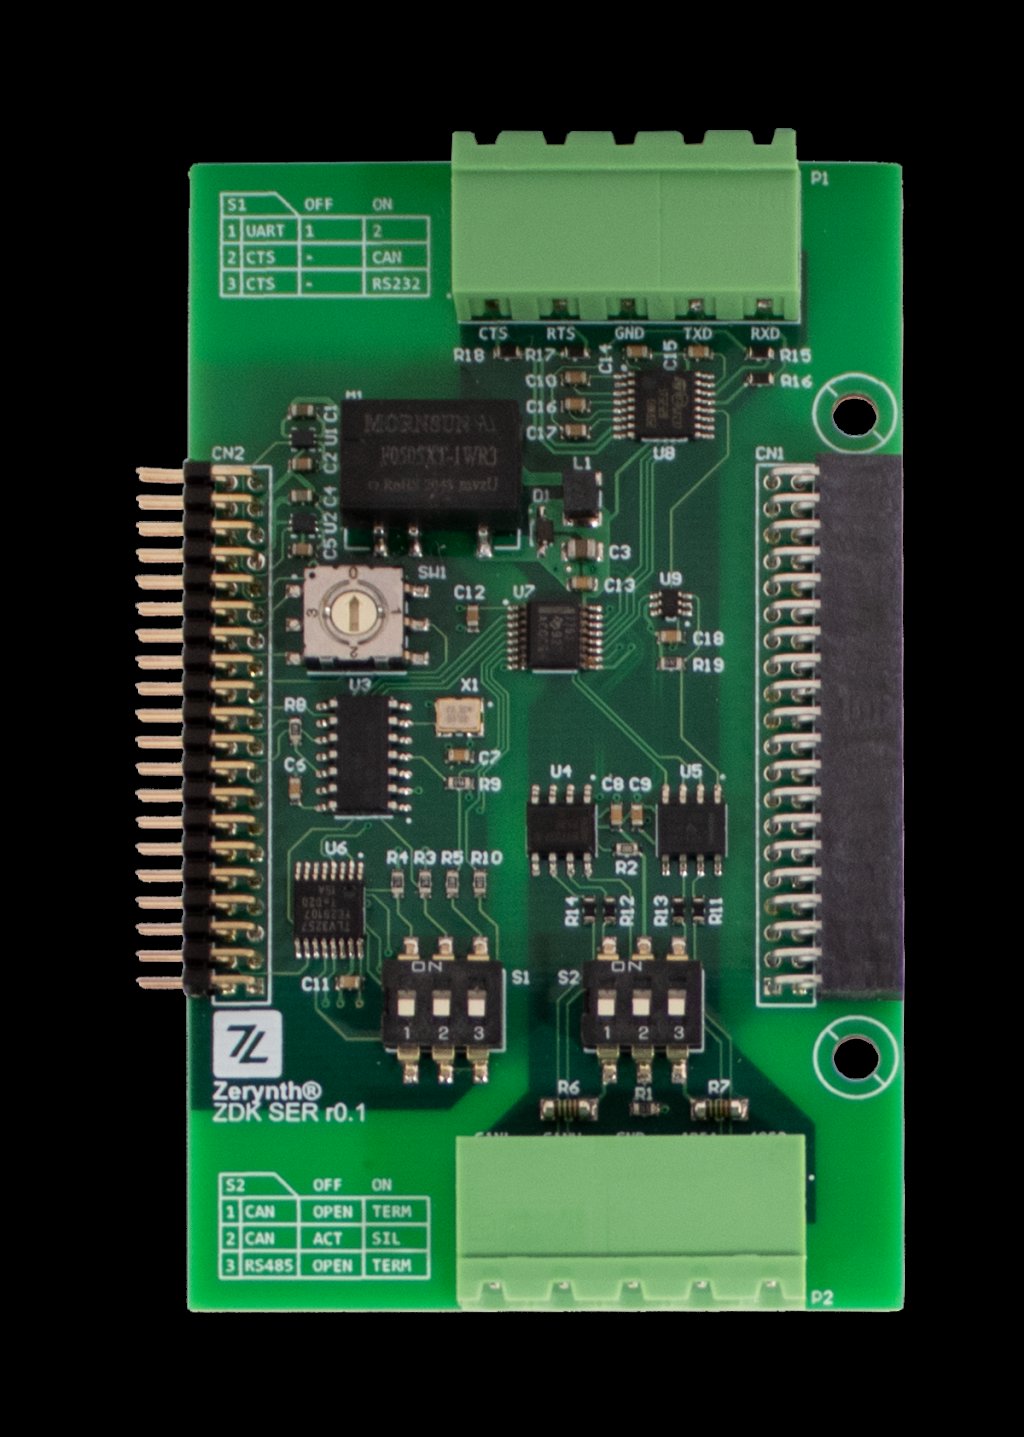 P1
S1 OFF ON
1 UART 1 2
2 CTS - CAN
3 CTS - RS232
CTS RTS GND TXD RXD
R18 R17 C14 C15 R15
C10 R16
C16
C17
U8
M1
MORNSUN
F0505XT-1WR3
C1
U1
C2
C4
U2
C5
CN2
CN1
L1
D1
C3
C13
SW1
0
1
2
3
C12 U7
U9
C18
R19
U3
X1
R8
C6
C7
R9
U4 C8 C9 U5
R2
U6
R4 R3 R5 R10
R14 R12 R13 R11
C11
ON
1 2 3
S1
S2
ON
1 2 3
Zerynth®
ZDK SER r0.1
R6 R1 R7
S2 OFF ON
1 CAN OPEN TERM
2 CAN ACT SIL
3 RS485 OPEN TERM
P2